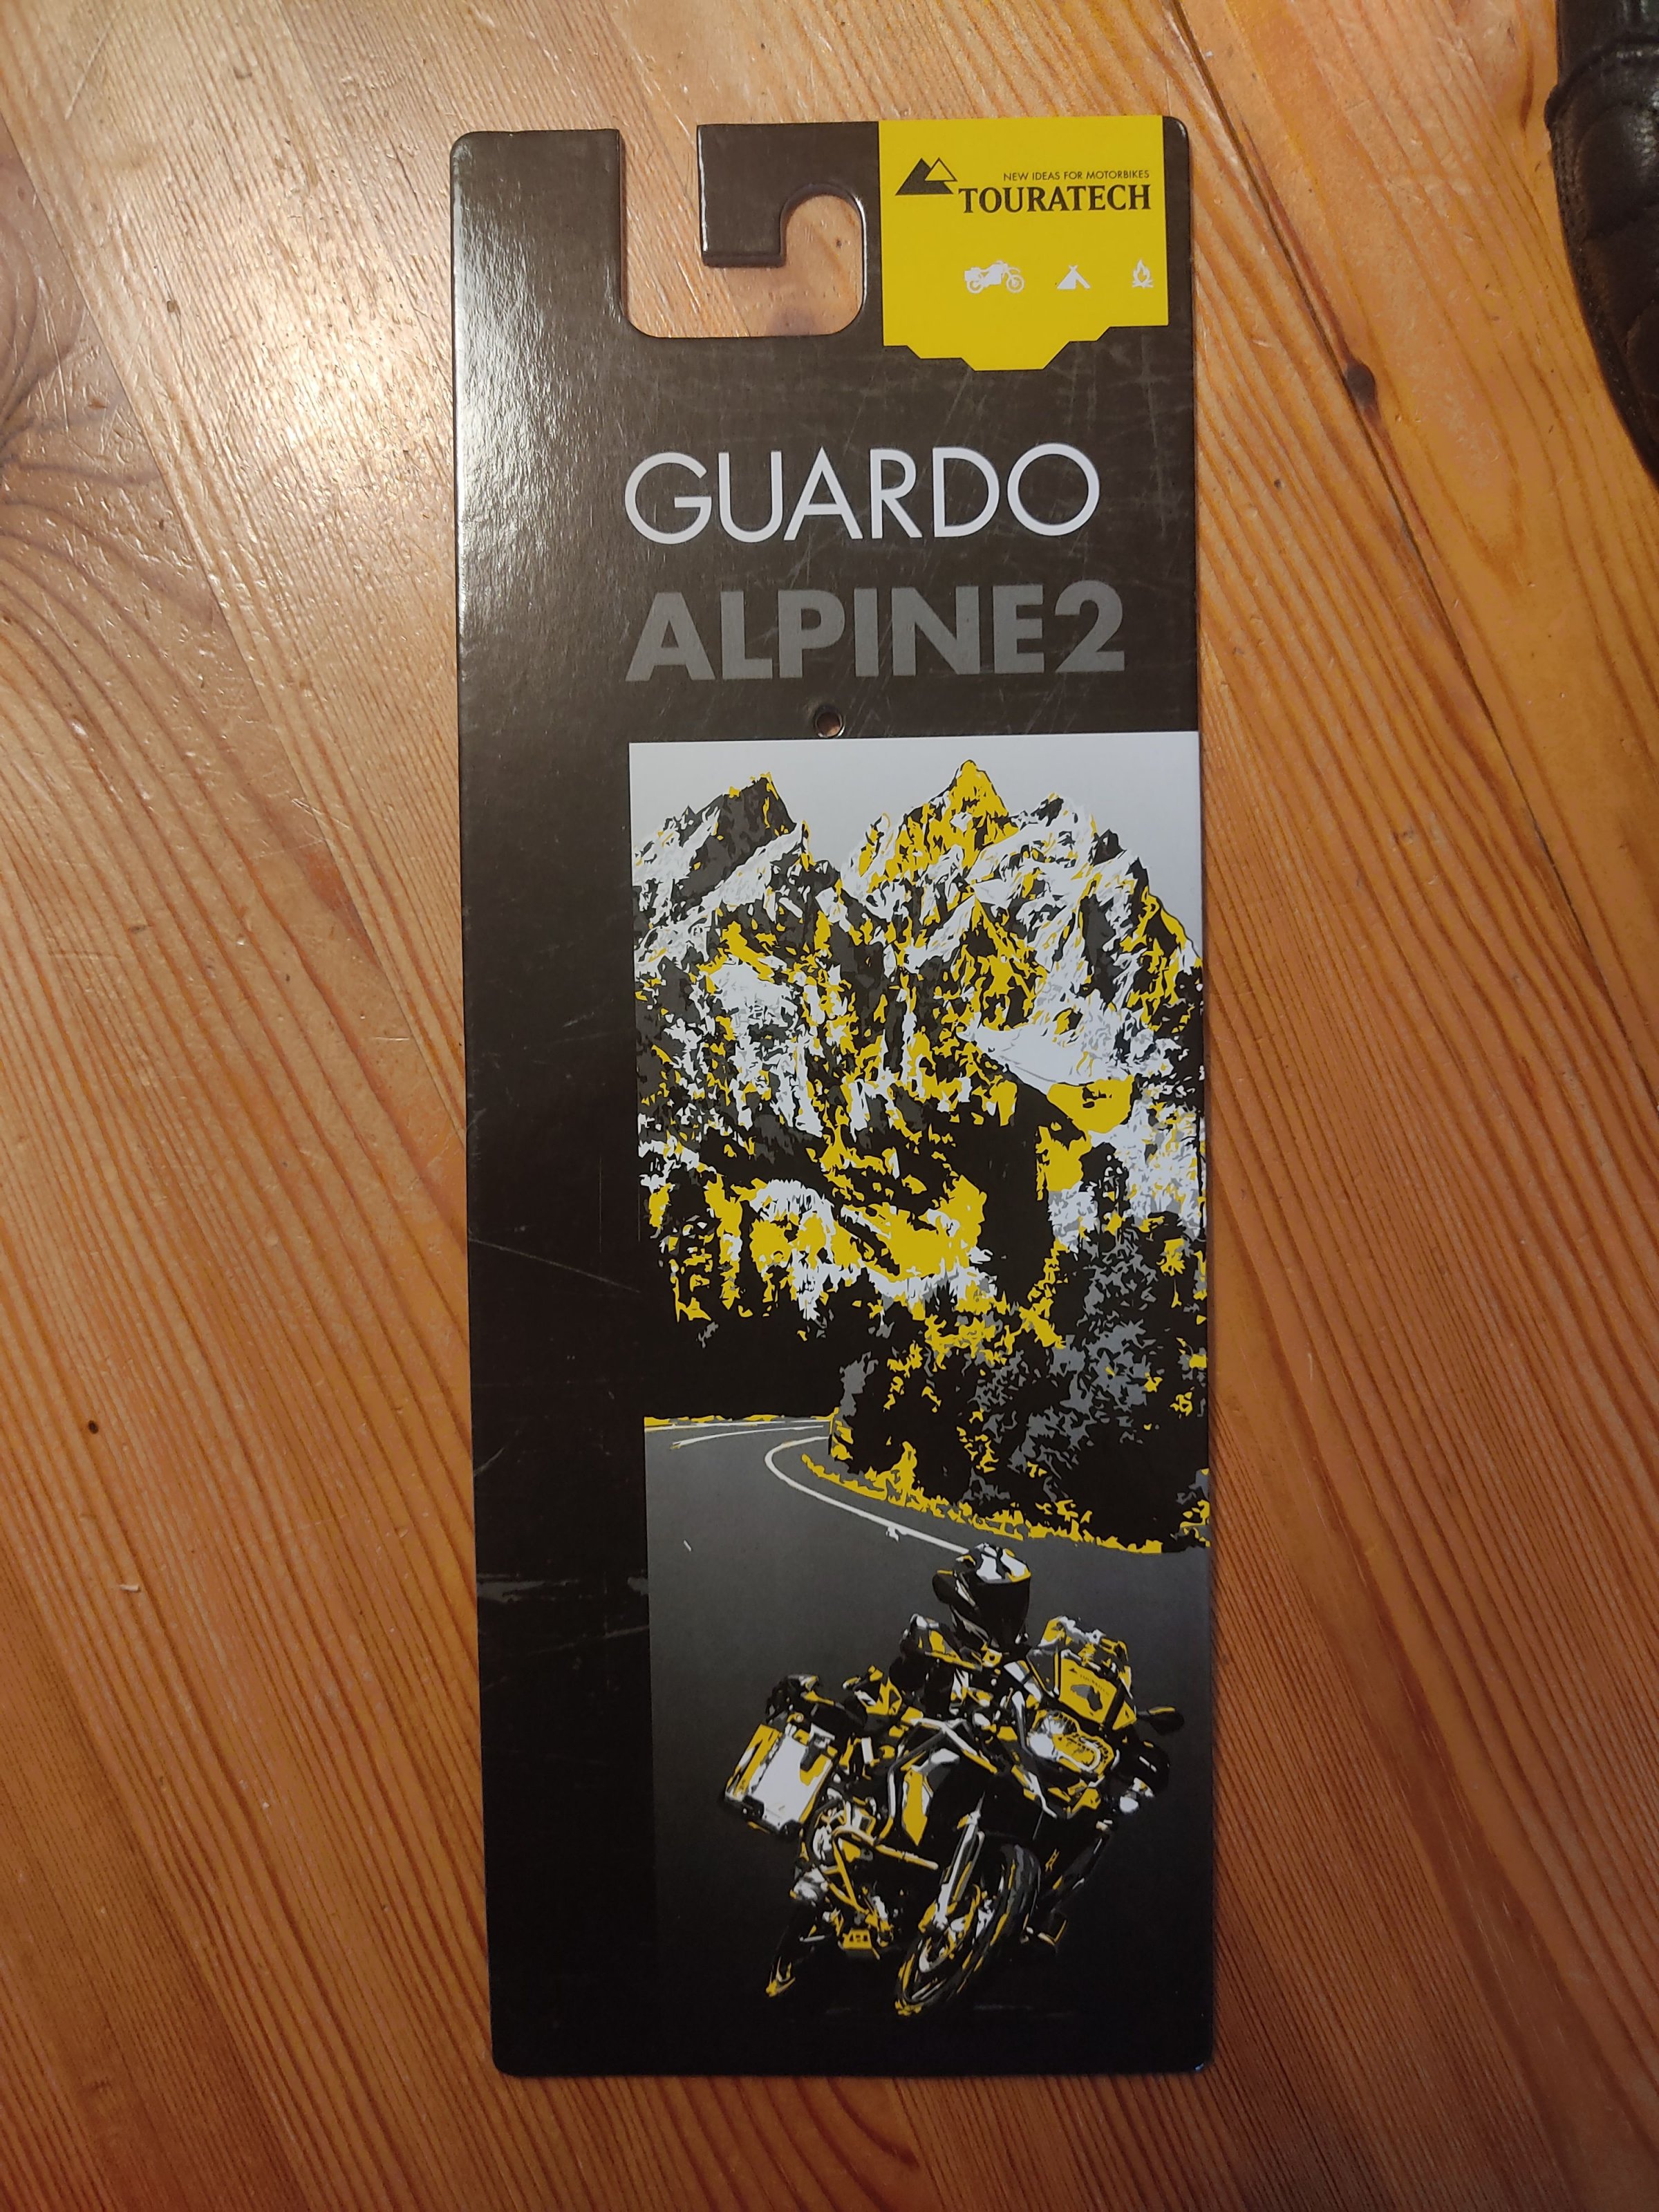 NEW IDEAS FOR MOTORBIKES
TOURATECH
GUARDO
ALPINE2